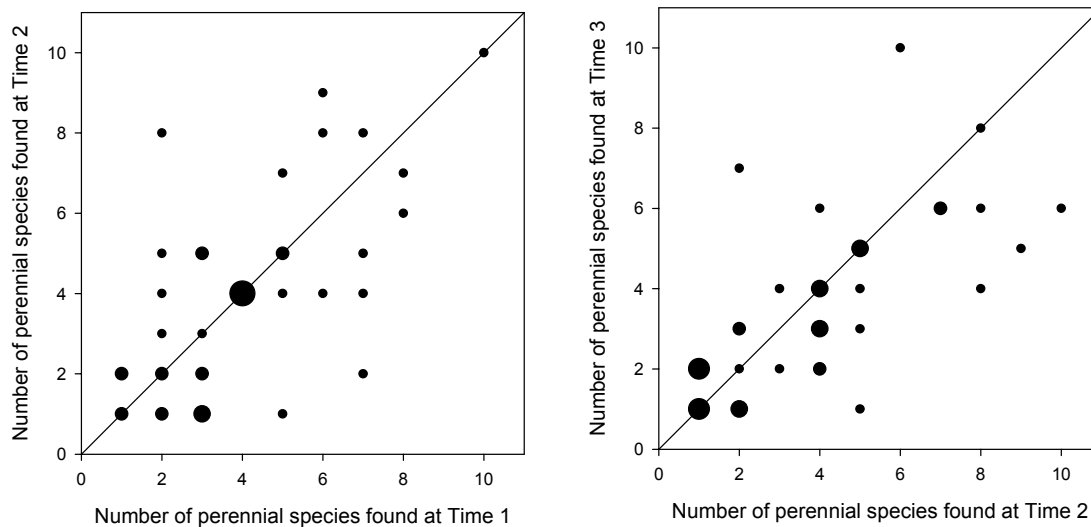 Number of perennial species found at Time 2
10
8
6
4
2
0
0 2 4 6 8 10
Number of perennial species found at Time 1
Number of perennial species found at Time 3
10
8
6
4
2
0
0 2 4 6 8 10
Number of perennial species found at Time 2